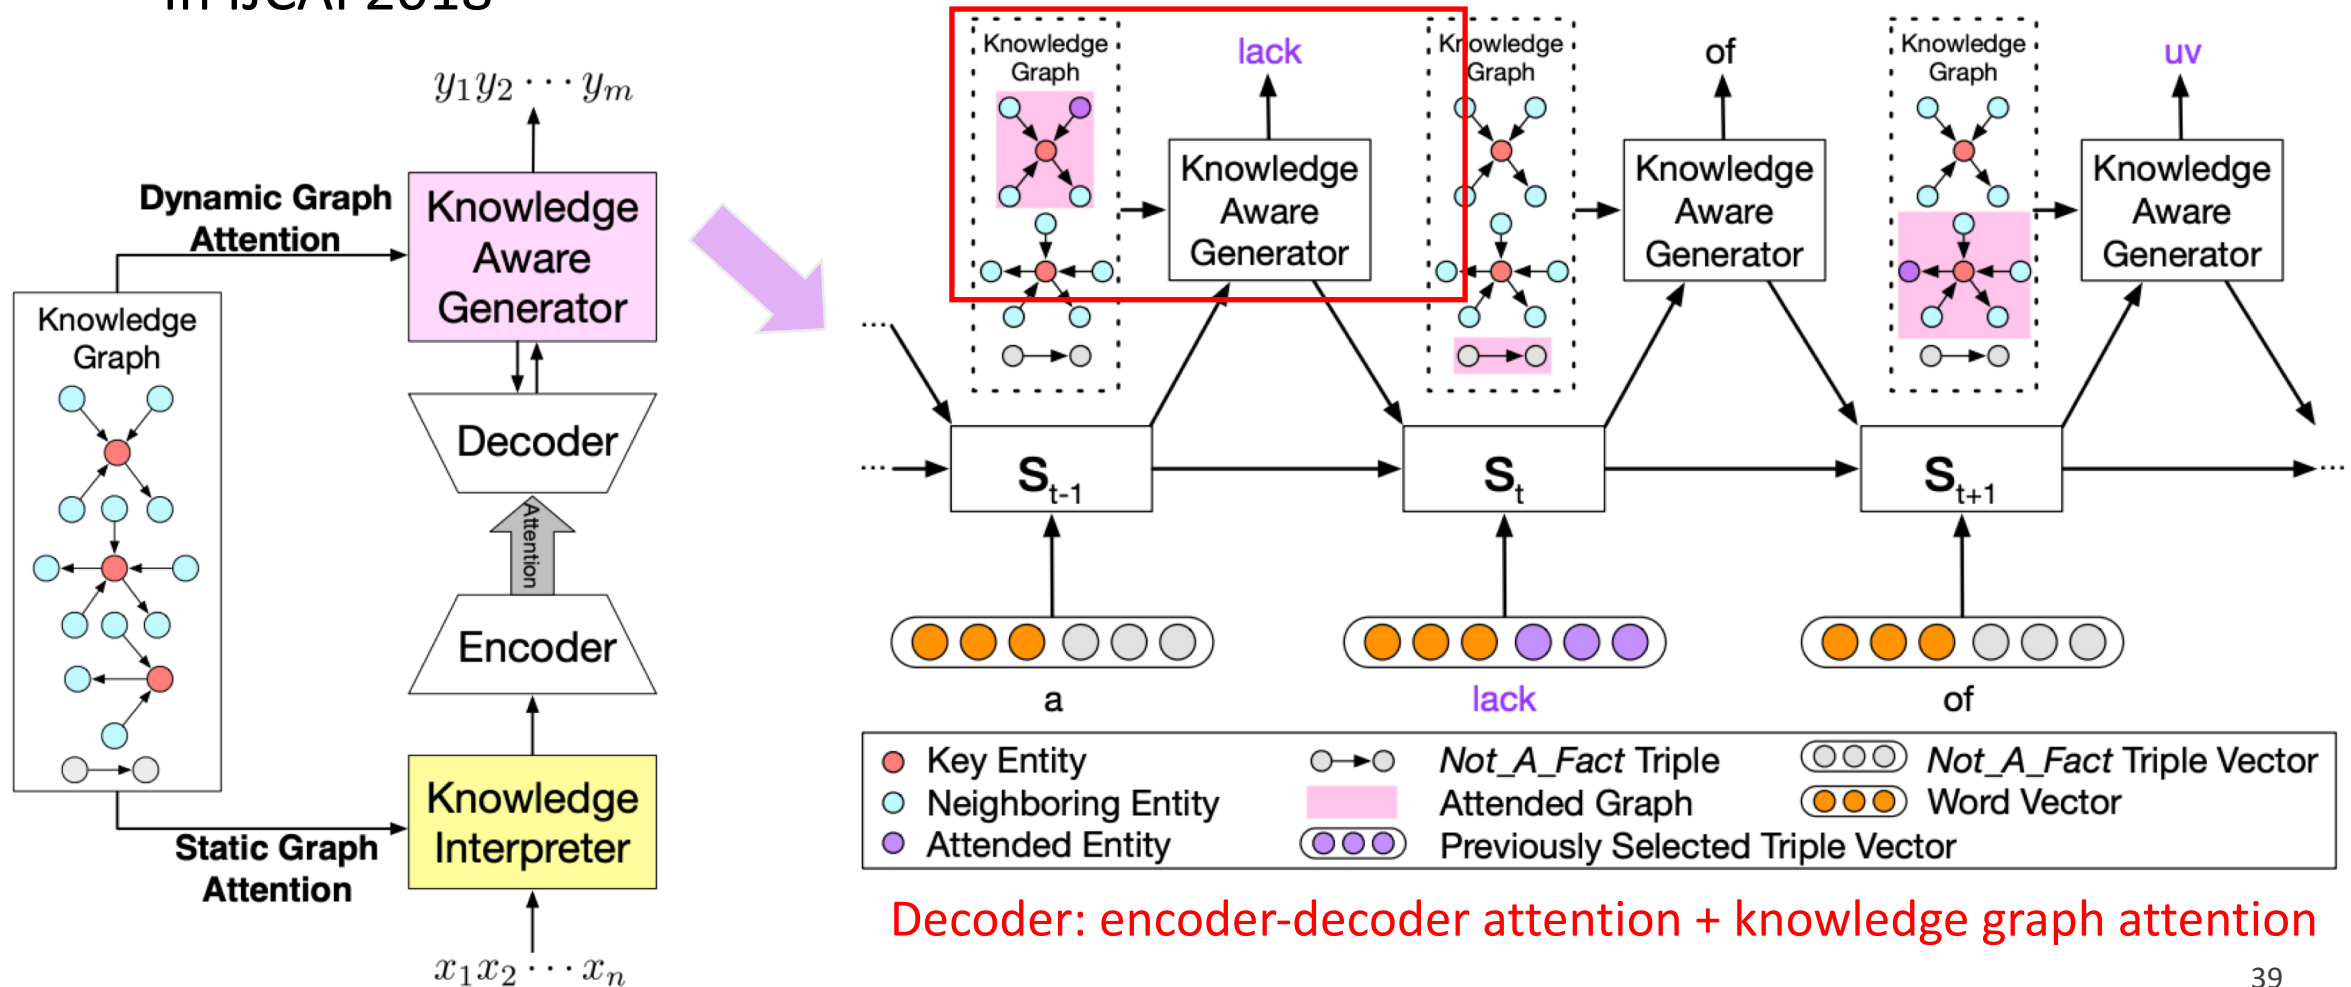 in IJCAI 2018
y1y2 ⋯ ym
Dynamic Graph
Attention
Knowledge
Aware
Generator
Knowledge
Graph
Decoder
Attention
Encoder
Knowledge
Interpreter
Static Graph
Attention
x1x2 ⋯ xn
Knowledge
Graph
lack
Knowledge
Aware
Generator
Knowledge
Graph
of
Knowledge
Aware
Generator
Knowledge
Graph
uv
Knowledge
Aware
Generator
...
...
St-1
St
St+1
...
a
lack
of
Key Entity
Neighboring Entity
Attended Entity
Not_A_Fact Triple
Attended Graph
Previously Selected Triple Vector
Not_A_Fact Triple Vector
Word Vector
Decoder: encoder-decoder attention + knowledge graph attention
39